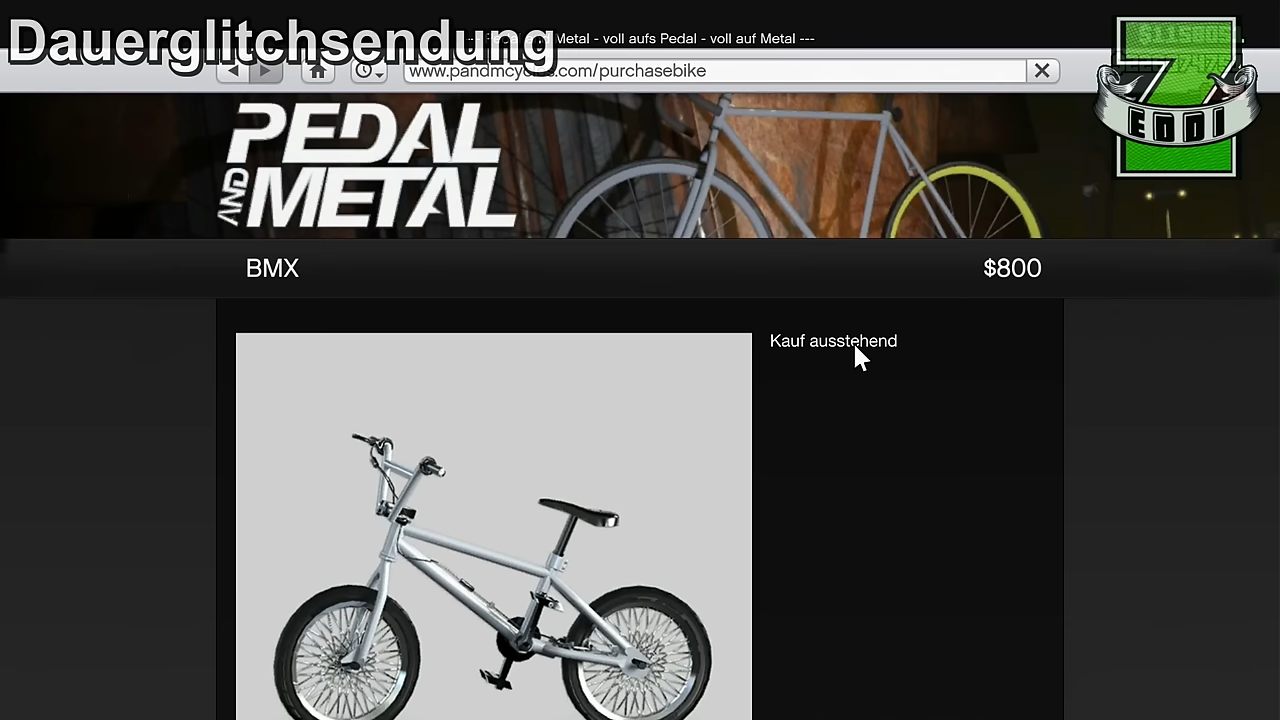 Dauerglitchsendung
Metal - voll aufs Pedal - voll auf Metal ---
www.pandmcycles.com/purchasebike
PEDAL
AND METAL
EDDI
BMX
$800
Kauf ausstehend